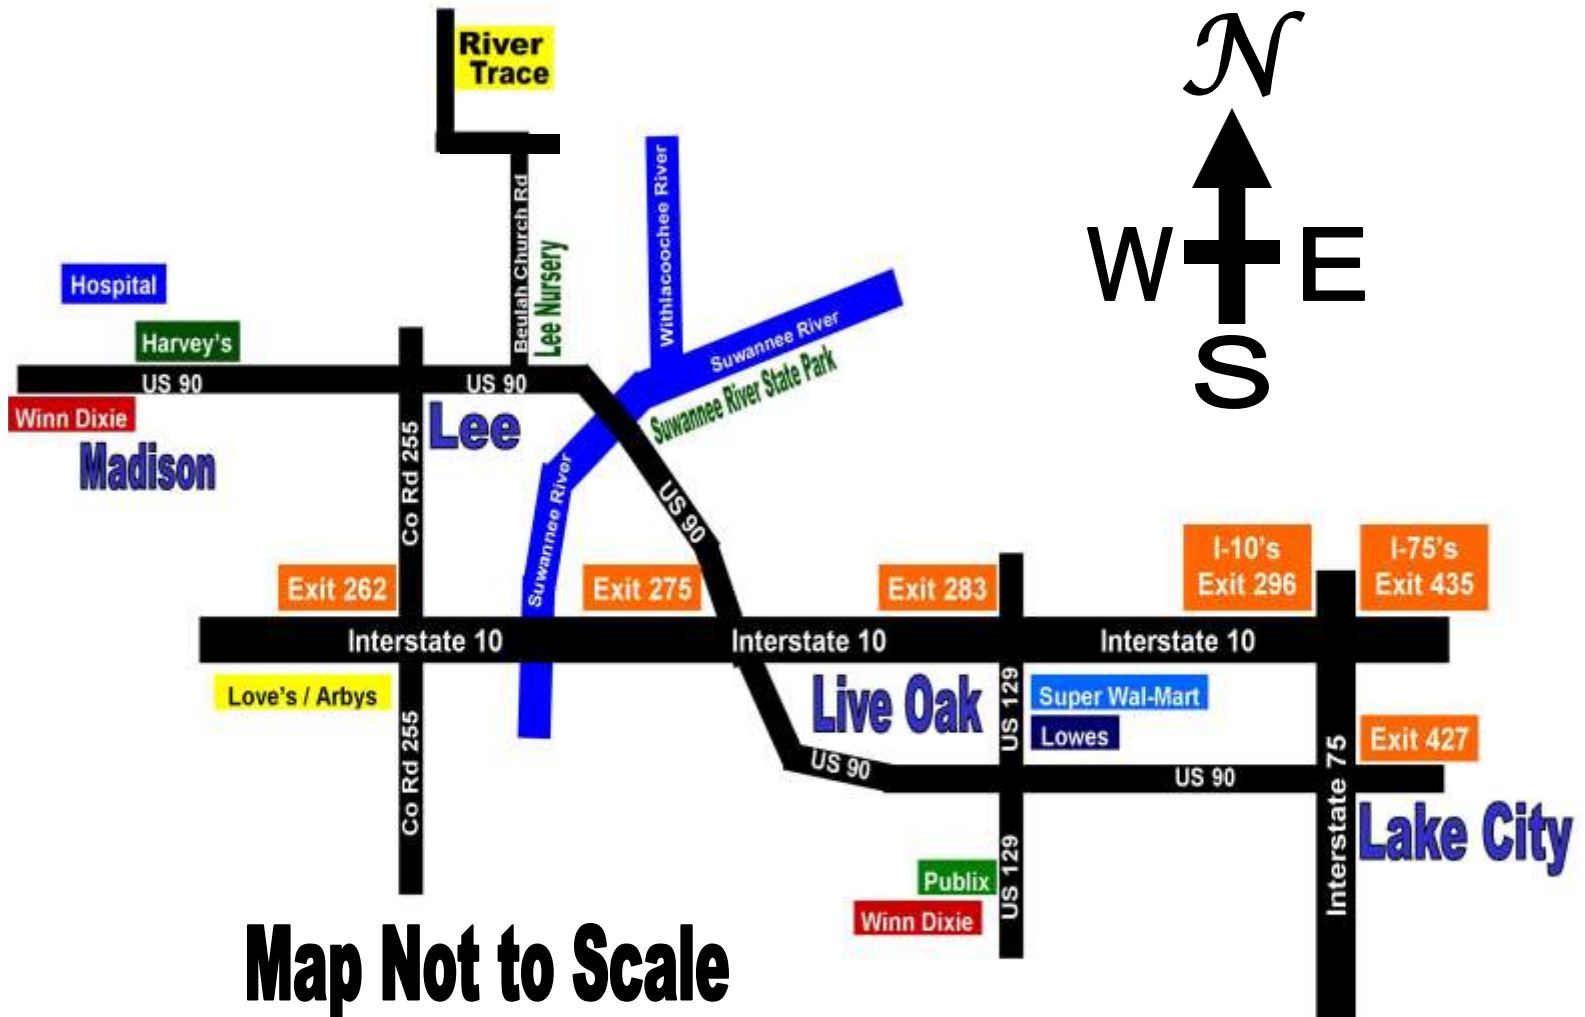 N
River
Trace
Withlacoochee River
Beulah Church Rd
Lee Nursery
W
E
S
Hospital
Harvey's
US 90
US 90
Suwannee River
Suwannee River State Park
Winn Dixie
Lee
Madison
Co Rd 255
Suwannee River
US 90
I-10's
Exit 296
I-75's
Exit 435
Exit 262
Exit 275
Exit 283
Interstate 10
Interstate 10
Interstate 10
Love's / Arbys
Live Oak
US 129
Super Wal-Mart
Lowes
Exit 427
Co Rd 255
US 90
US 90
Interstate 75
Lake City
Publix
US 129
Winn Dixie
Map Not to Scale